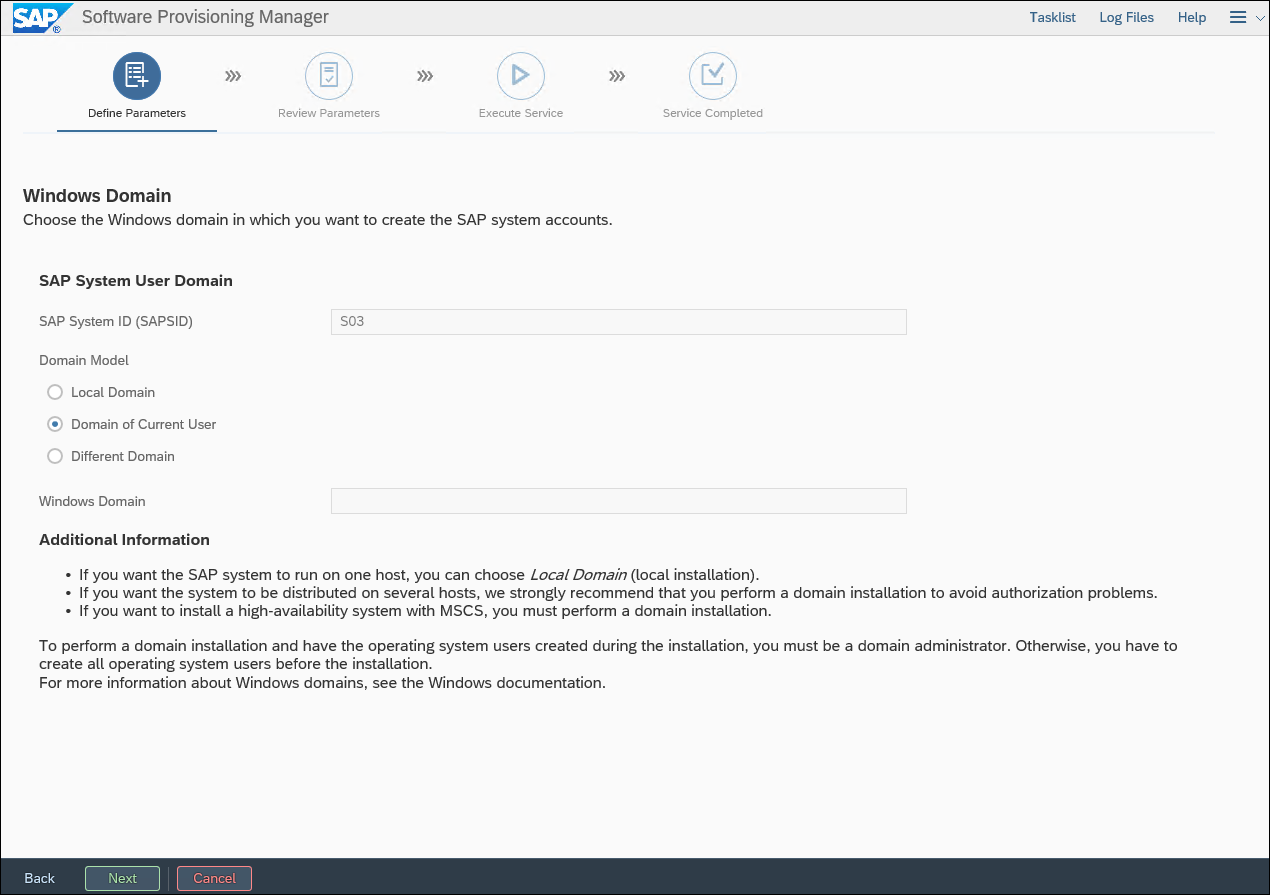 SAP ® Software Provisioning Manager Tasklist Log Files Help
Define Parameters Review Parameters Execute Service Service Completed
Windows Domain
Choose the Windows domain in which you want to create the SAP system accounts.
SAP System User Domain
SAP System ID (SAPSID) S03
Domain Model
Local Domain
Domain of Current User
Different Domain
Windows Domain
Additional Information
• If you want the SAP system to run on one host, you can choose Local Domain (local installation).
• If you want the system to be distributed on several hosts, we strongly recommend that you perform a domain installation to avoid authorization problems.
• If you want to install a high-availability system with MSCS, you must perform a domain installation.
To perform a domain installation and have the operating system users created during the installation, you must be a domain administrator. Otherwise, you have to
create all operating system users before the installation.
For more information about Windows domains, see the Windows documentation.
Back Next Cancel